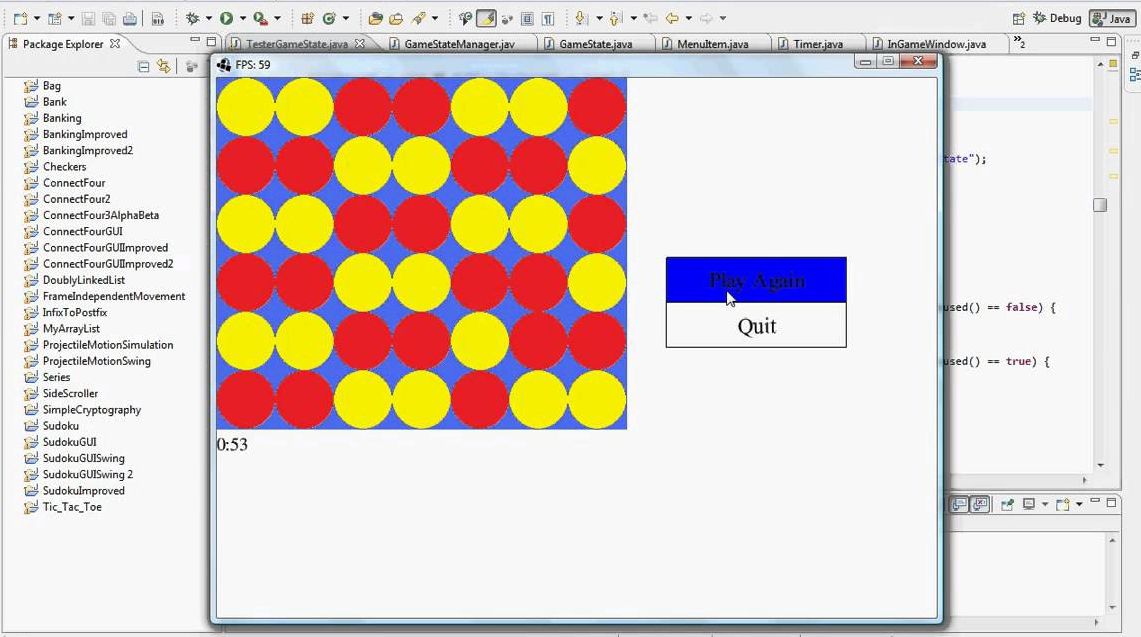 Debug
Java
Package Explorer
TesterGameState.java
GameStateManager.jav
GameState.java
MenuItem.java
Timer.java
InGameWindow.java
2
FPS: 59
Bag
Bank
Banking
BankingImproved
BankingImproved2
Checkers
ConnectFour
ConnectFour2
ConnectFour3AlphaBeta
ConnectFourGUI
ConnectFourGUIImproved
ConnectFourGUIImproved2
DoublyLinkedList
FrameIndependentMovement
InfixToPostfix
MyArrayList
ProjectileMotionSimulation
ProjectileMotionSwing
Series
SideScroller
SimpleCryptography
Sudoku
SudokuGUI
SudokuGUISwing
SudokuGUISwing 2
SudokuImproved
Tic_Tac_Toe
Play Again
Quit
0:53
tate");
used() == false) {
used() == true) {